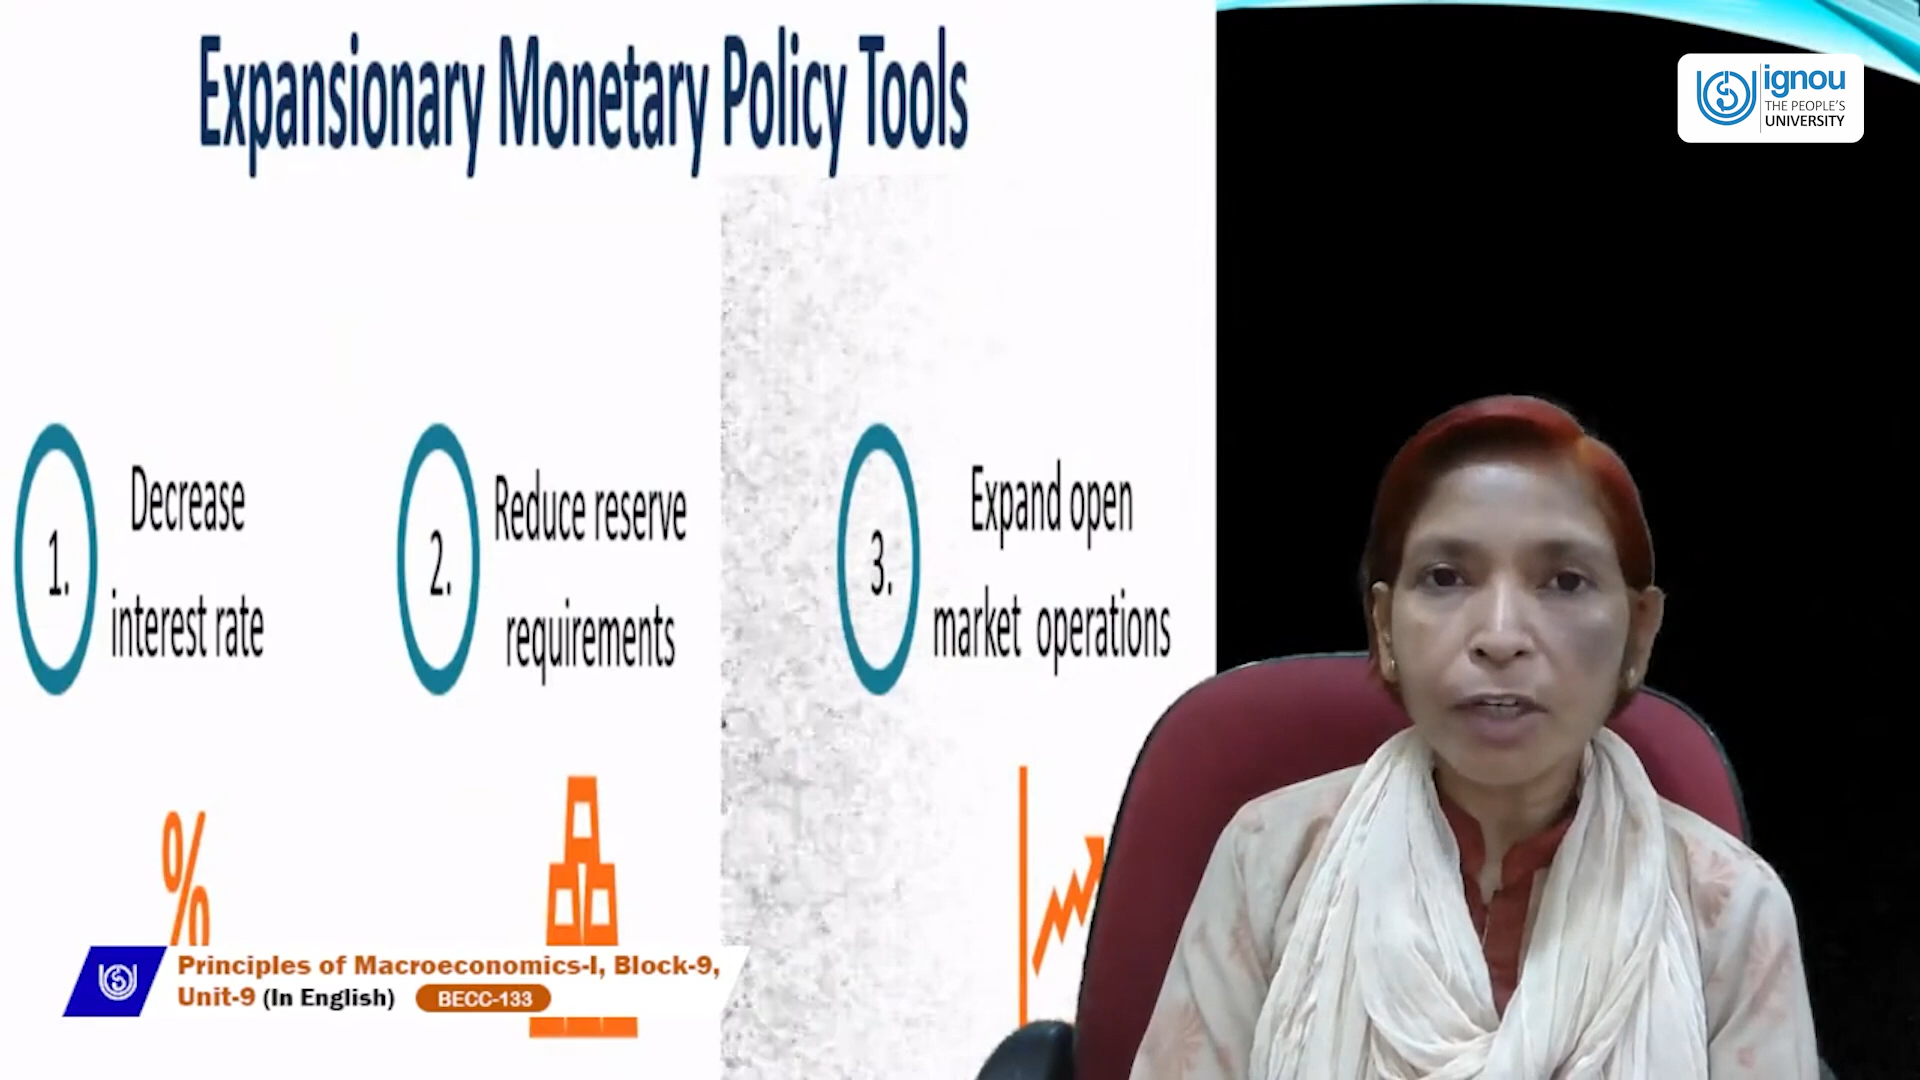 Expansionary Monetary Policy Tools
ignou
THE PEOPLE'S
UNIVERSITY
1.
Decrease
interest rate
2.
Reduce reserve
requirements
3.
Expand open
market operations
%
Principles of Macroeconomics-I, Block-9,
Unit-9 (In English)
BECC-133